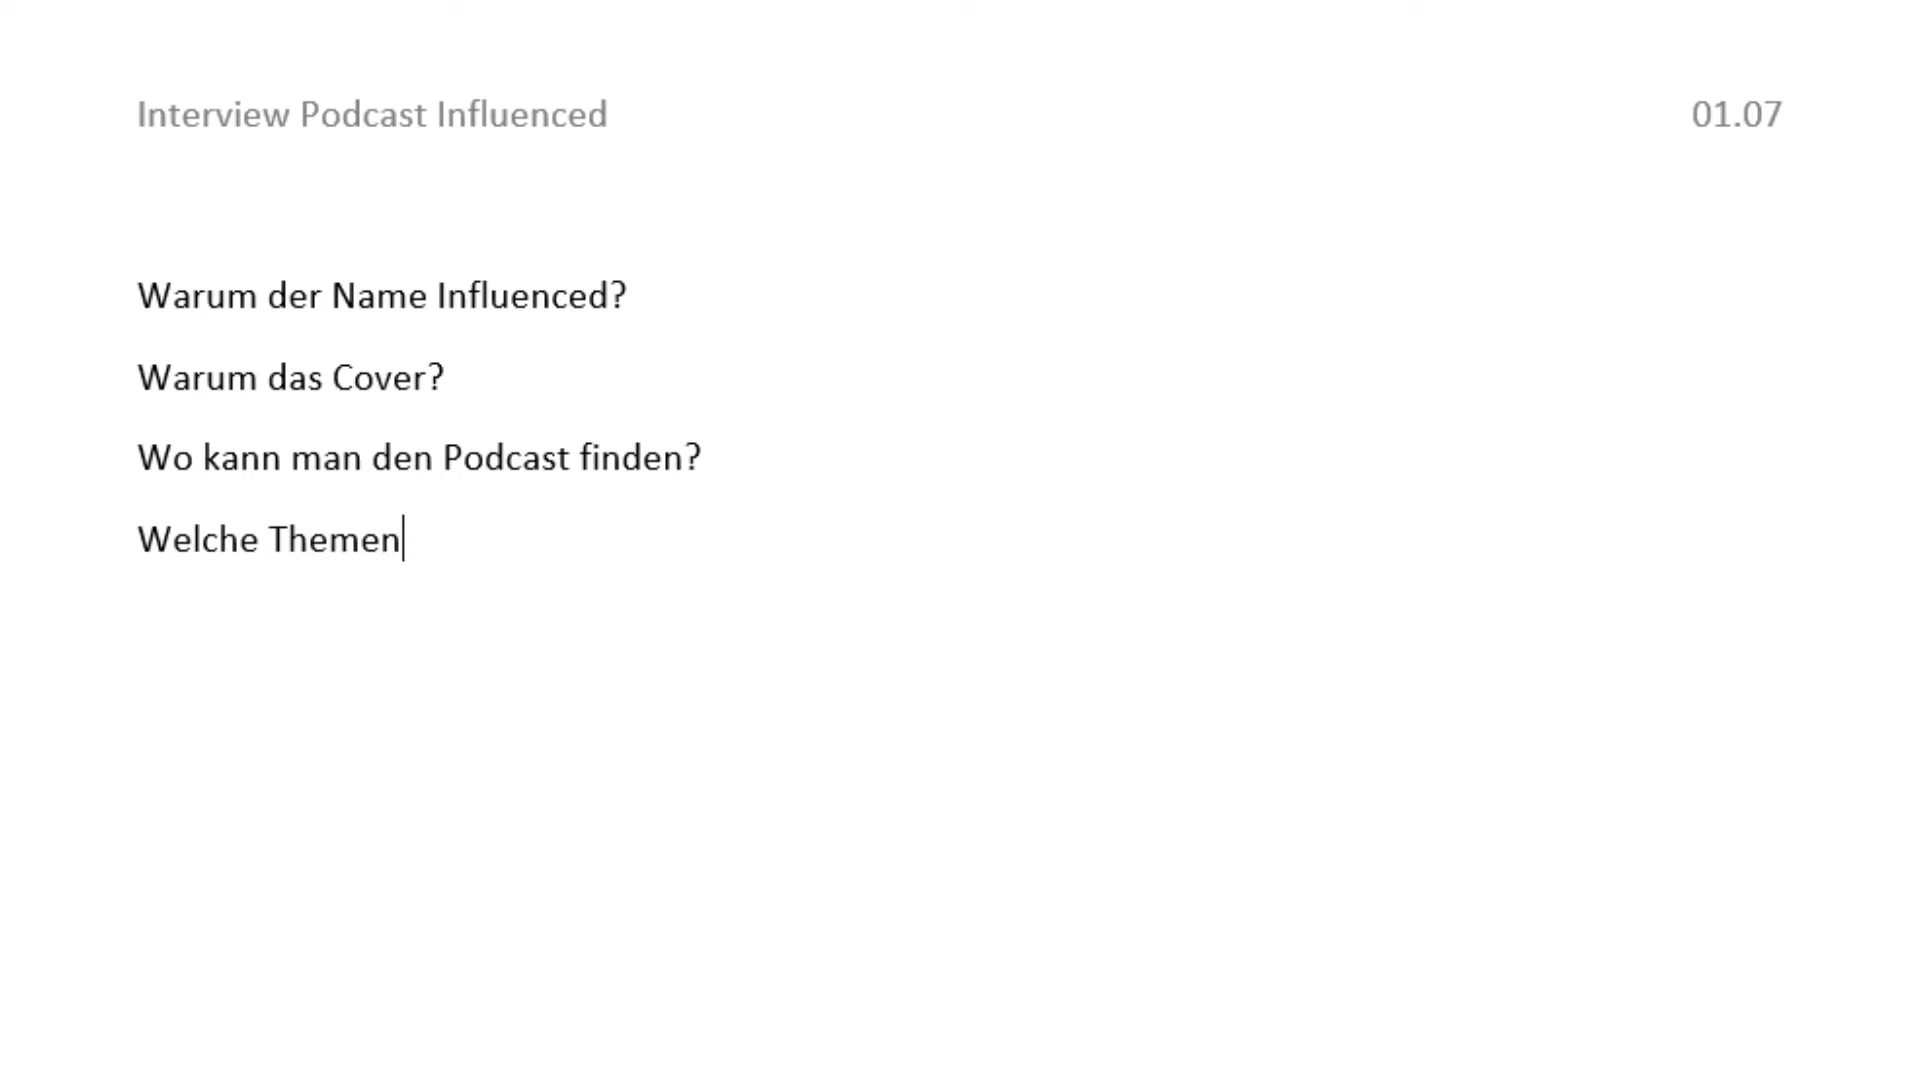 Interview Podcast Influenced 01.07
Warum der Name Influenced?
Warum das Cover?
Wo kann man den Podcast finden?
Welche Themen